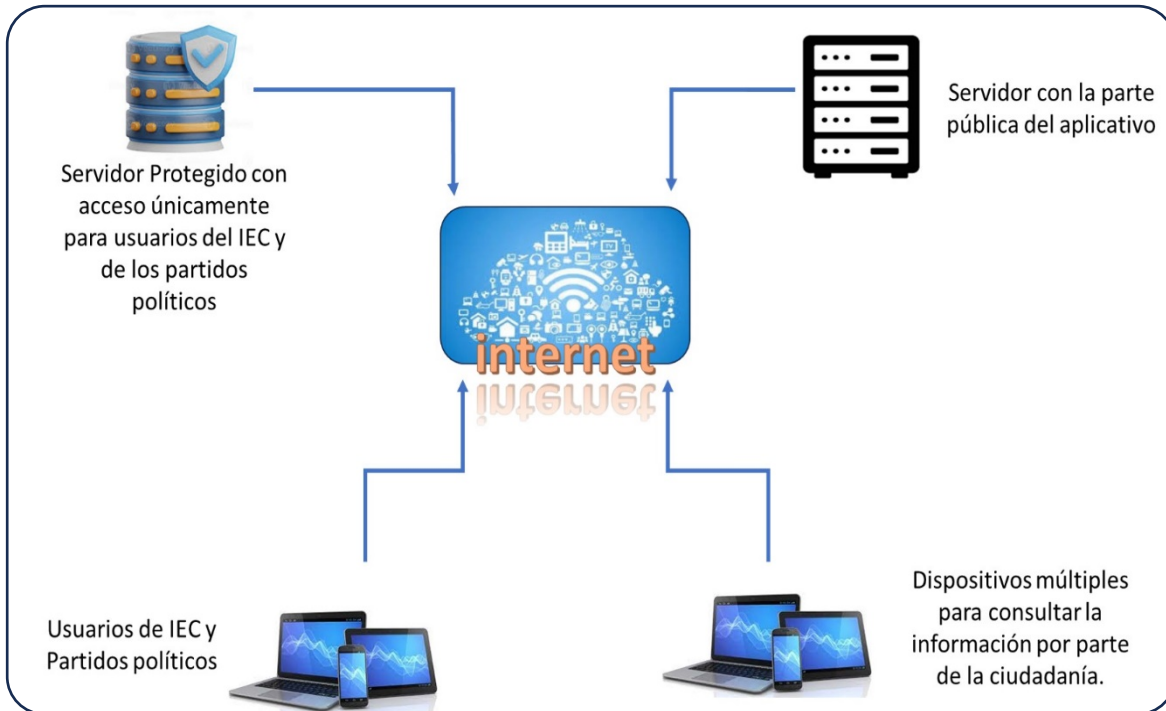 Servidor Protegido con
acceso únicamente
para usuarios del IEC y
de los partidos
políticos
Servidor con la parte
pública del aplicativo
internet
Usuarios de IEC y
Partidos políticos
Dispositivos múltiples
para consultar la
información por parte
de la ciudadanía.